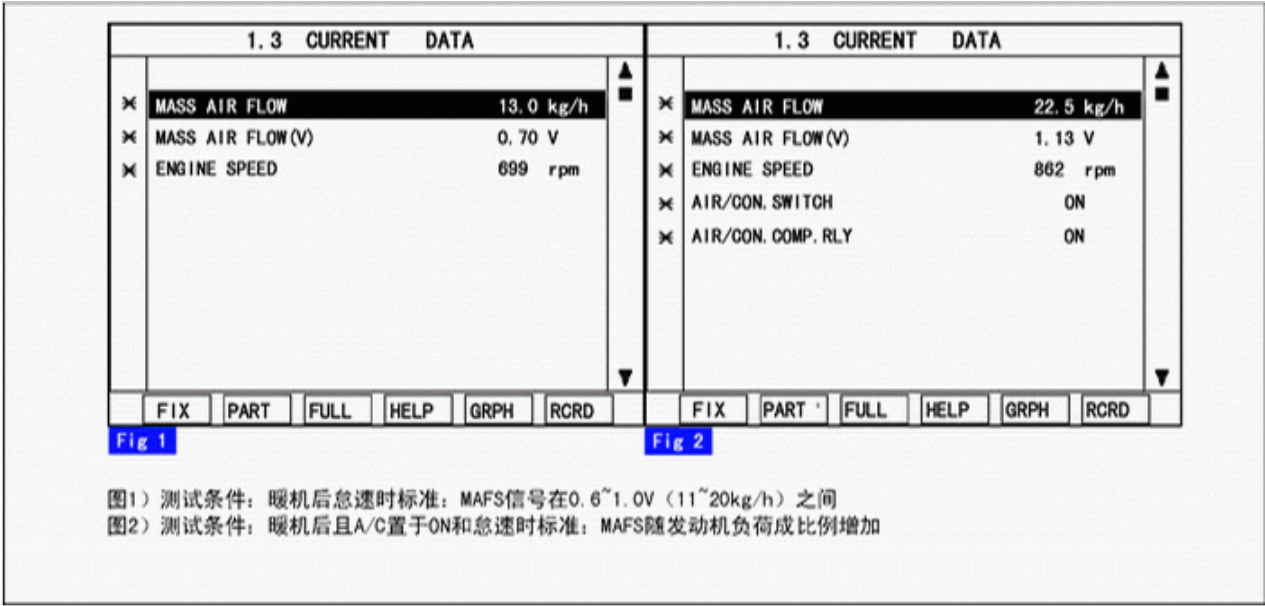 1.3 CURRENT DATA
MASS AIR FLOW 13.0 kg/h
MASS AIR FLOW(V) 0.70 V
ENGINE SPEED 699 rpm
FIX PART FULL HELP GRPH RCRD
Fig 1
1.3 CURRENT DATA
MASS AIR FLOW 22.5 kg/h
MASS AIR FLOW(V) 1.13 V
ENGINE SPEED 862 rpm
AIR/CON.SWITCH ON
AIR/CON.COMP.RLY ON
FIX PART FULL HELP GRPH RCRD
Fig 2
图1）测试条件：暖机后怠速时标准：MAFS信号在0.6~1.0V（11~20kg/h）之间
图2）测试条件：暖机后且A/C置于ON和怠速时标准：MAFS随发动机负荷成比例增加